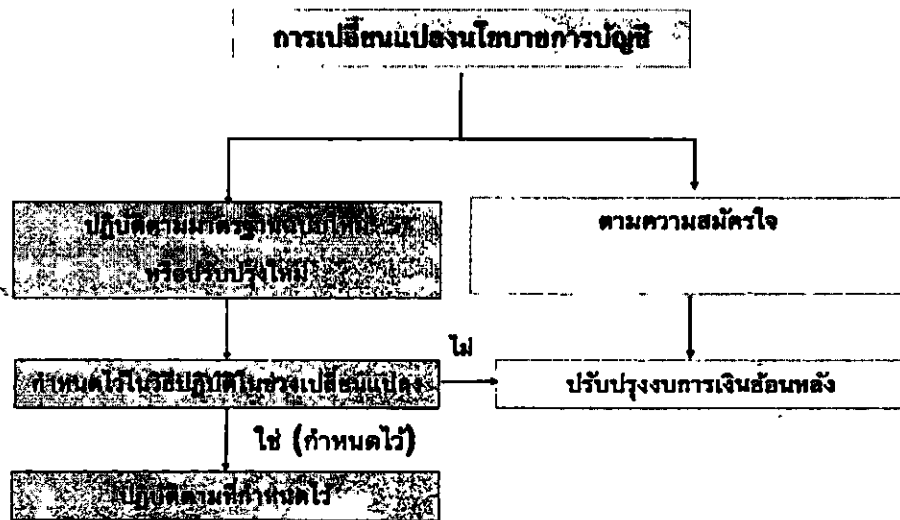 การเปลี่ยนแปลงนโยบายการบัญชี
ปฏิบัติตามมาตรฐานฉบับใหม่
หรือปรับปรุงใหม่
ตามความสมัครใจ
กำหนดไว้ในวิธีปฏิบัติในช่วงเปลี่ยนแปลง
ไม่
ปรับปรุงงบการเงินย้อนหลัง
ใช่ (กำหนดไว้)
ปฏิบัติตามที่กำหนดไว้